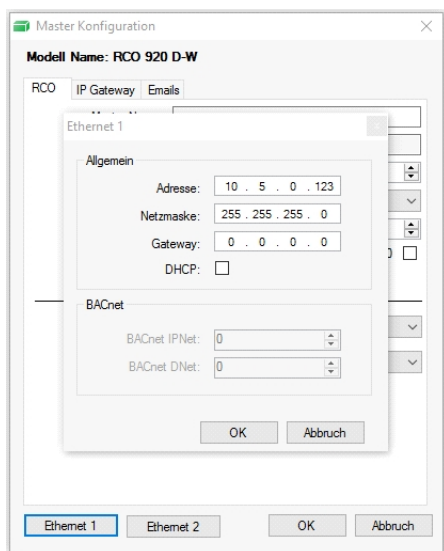 Master Konfiguration
Modell Name: RCO 920 D-W
RCO IP Gateway Emails
Ethernet 1
Allgemein
Adresse: 10 . 5 . 0 . 123
Netzmaske: 255 . 255 . 255 . 0
Gateway: 0 . 0 . 0 . 0
DHCP:
BACnet
BACnet IPNet: 0
BACnet DNet: 0
OK Abbruch
Ethernet 1 Ethernet 2 OK Abbruch